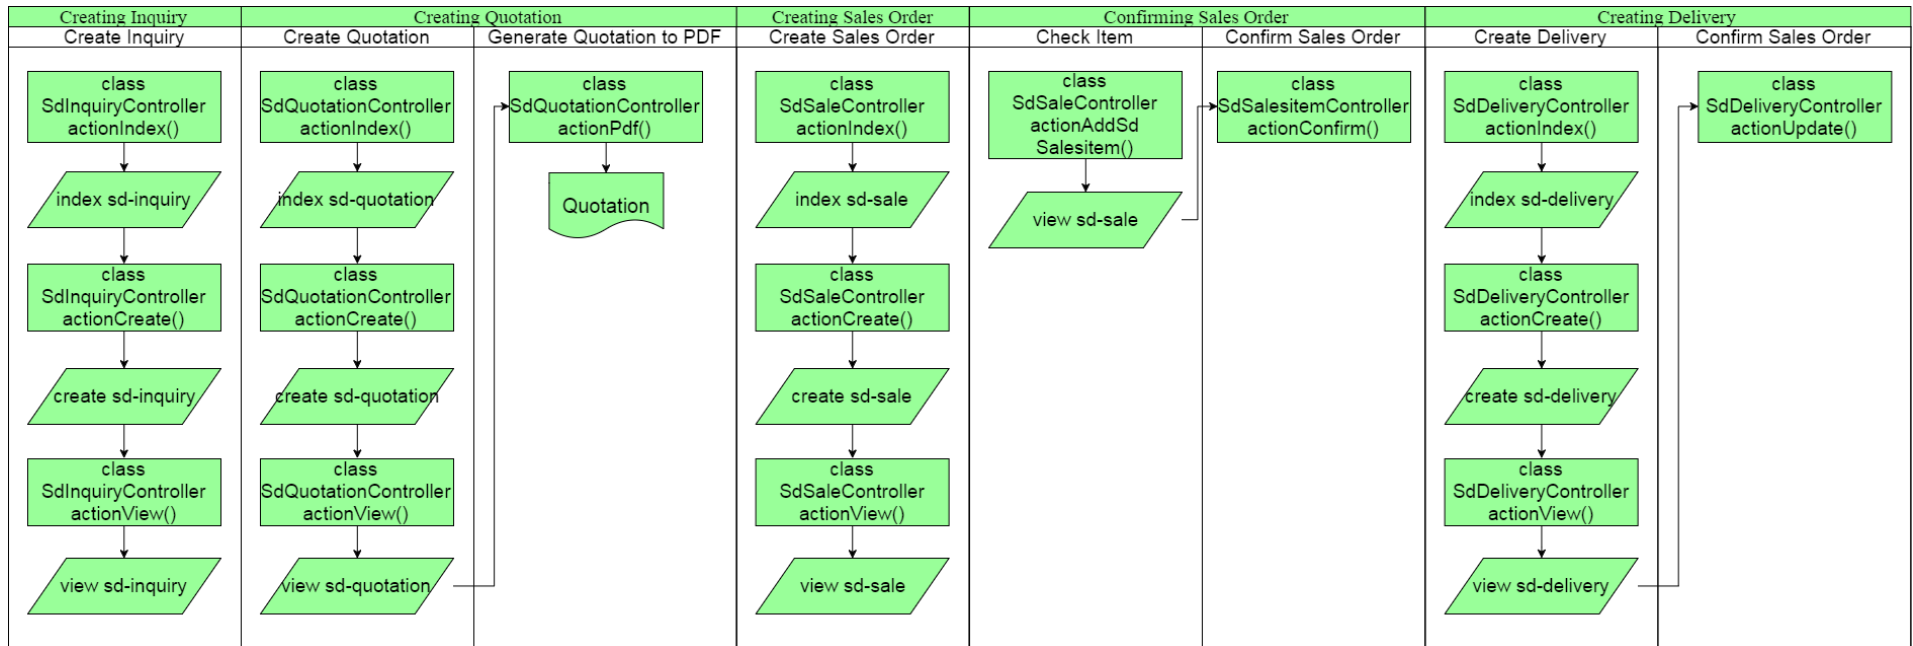 Creating Inquiry
Creating Quotation
Creating Sales Order
Confirming Sales Order
Creating Delivery
Create Inquiry
Create Quotation
Generate Quotation to PDF
Create Sales Order
Check Item
Confirm Sales Order
Create Delivery
Confirm Sales Order
class
SdInquiryController
actionIndex()
index sd-inquiry
class
SdInquiryController
actionCreate()
create sd-inquiry
class
SdInquiryController
actionView()
view sd-inquiry
class
SdQuotationController
actionIndex()
index sd-quotation
class
SdQuotationController
actionCreate()
create sd-quotation
class
SdQuotationController
actionView()
view sd-quotation
class
SdQuotationController
actionPdf()
Quotation
class
SdSaleController
actionIndex()
index sd-sale
class
SdSaleController
actionCreate()
create sd-sale
class
SdSaleController
actionView()
view sd-sale
class
SdSaleController
actionAddSd
Salesitem()
view sd-sale
class
SdSalesitemController
actionConfirm()
class
SdDeliveryController
actionIndex()
index sd-delivery
class
SdDeliveryController
actionCreate()
create sd-delivery
class
SdDeliveryController
actionView()
view sd-delivery
class
SdDeliveryController
actionUpdate()